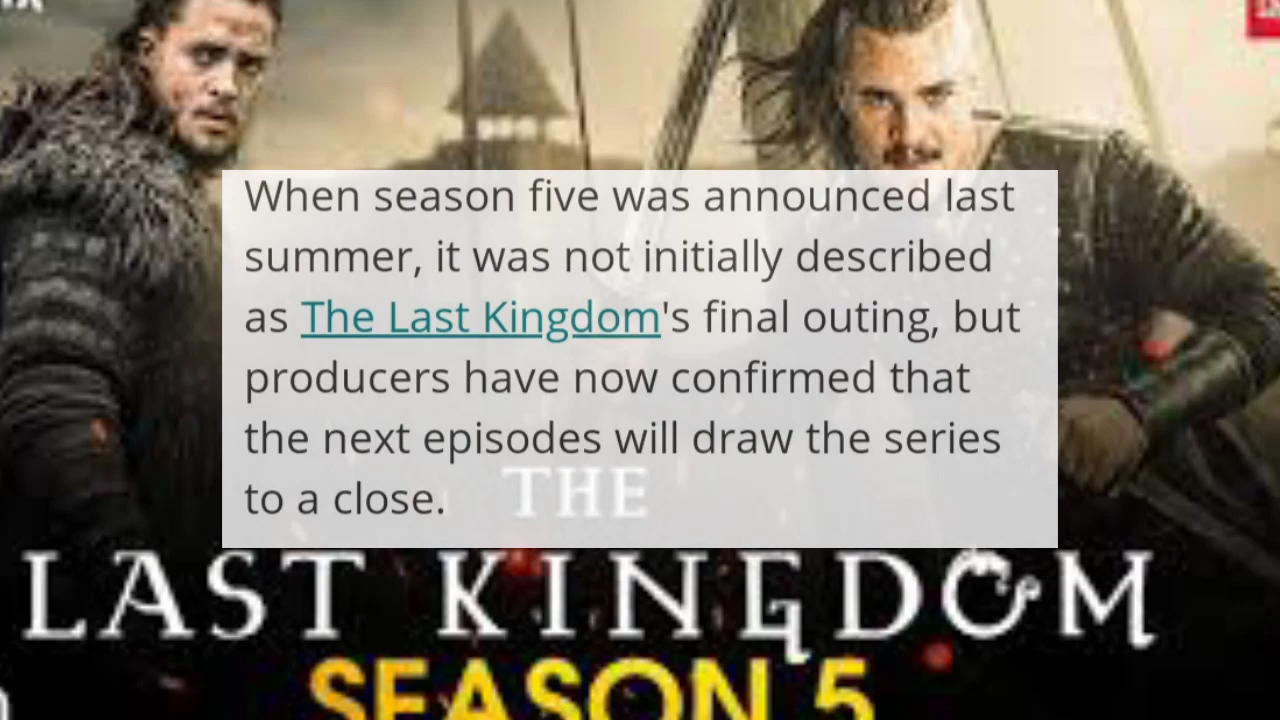 When season five was announced last
summer, it was not initially described
as The Last Kingdom's final outing, but
producers have now confirmed that
the next episodes will draw the series
to a close.
THE
LAST KINGDOM
SEASON 5